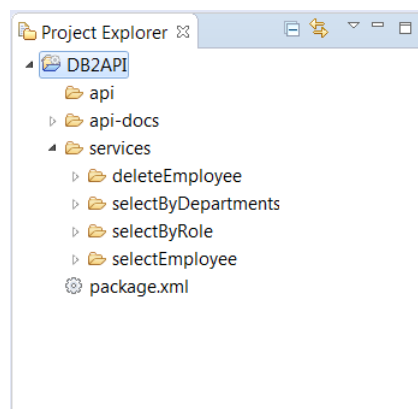 Project Explorer
DB2API
api
api-docs
services
deleteEmployee
selectByDepartments
selectByRole
selectEmployee
package.xml